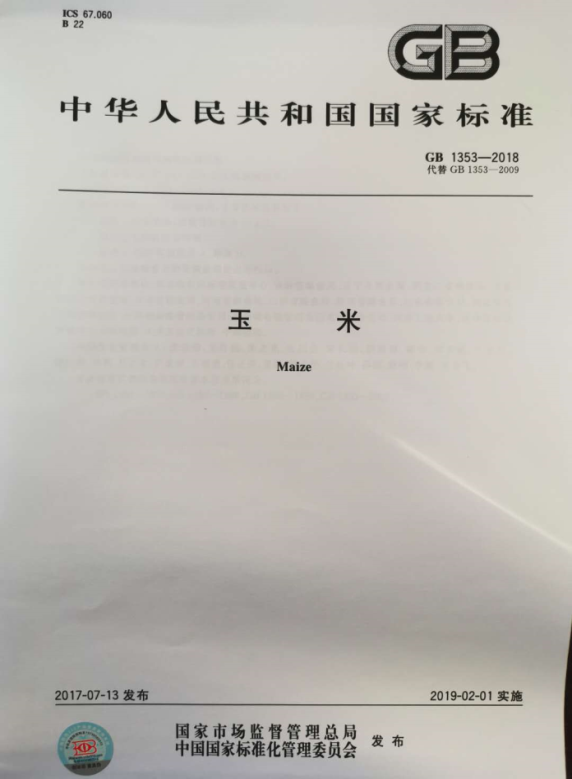 ICS 67.060
B 22
GB
中华人民共和国国家标准
GB 1353—2018
代替 GB 1353—2009
玉 米
Maize
2017-07-13 发布
2019-02-01 实施
国家市场监督管理总局
中国国家标准化管理委员会
发布